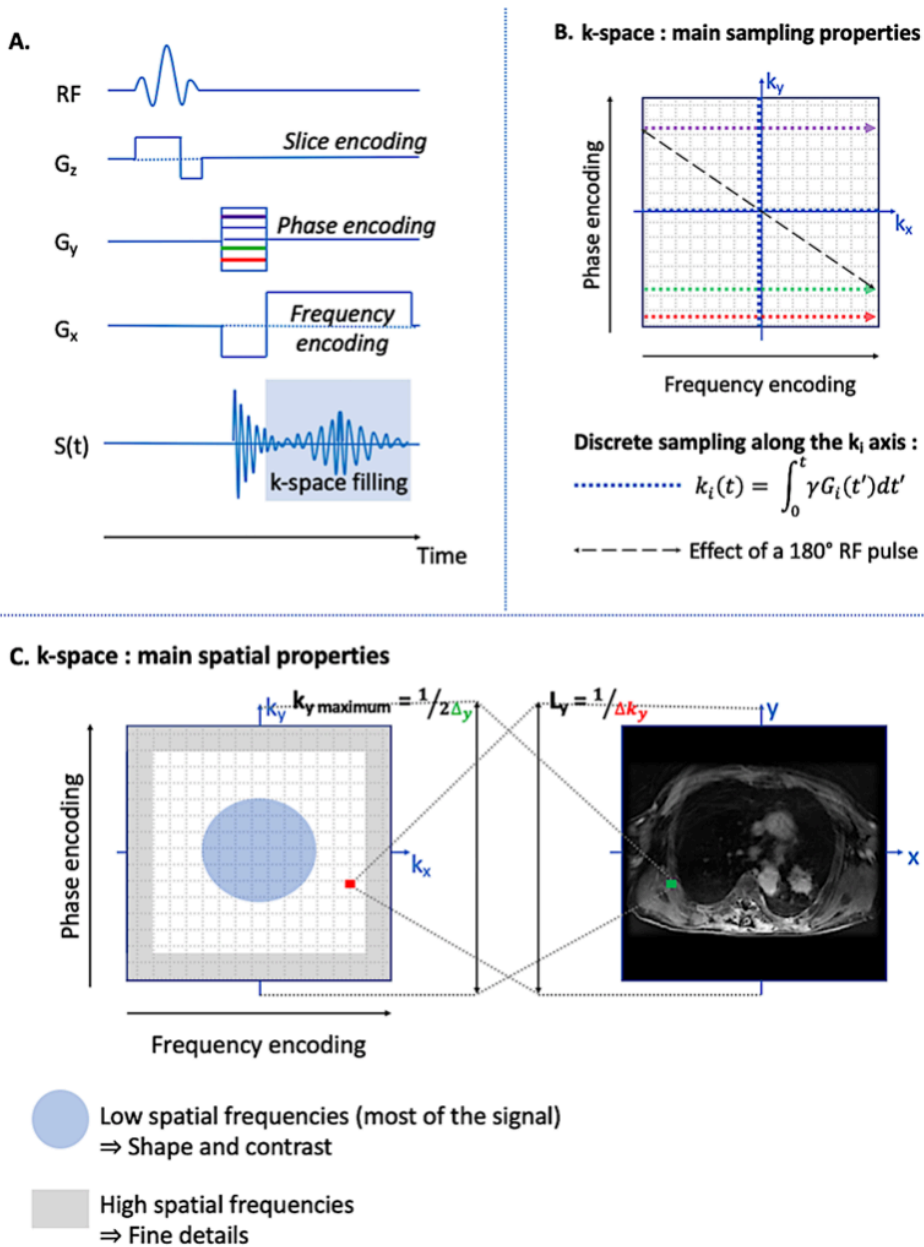 A.
RF
Gz
Slice encoding
Gy
Phase encoding
Gx
Frequency
encoding
S(t)
k-space filling
Time
B. k-space : main sampling properties
ky
Phase encoding
kx
Frequency encoding
Discrete sampling along the ki axis :
k_i(t) = ∫_0^t γG_i(t')dt'
Effect of a 180° RF pulse
C. k-space : main spatial properties
ky
ky maximum = 1/2Δy
Ly = 1/Δky
y
Phase encoding
kx
x
Frequency encoding
Low spatial frequencies (most of the signal)
⇒ Shape and contrast
High spatial frequencies
⇒ Fine details